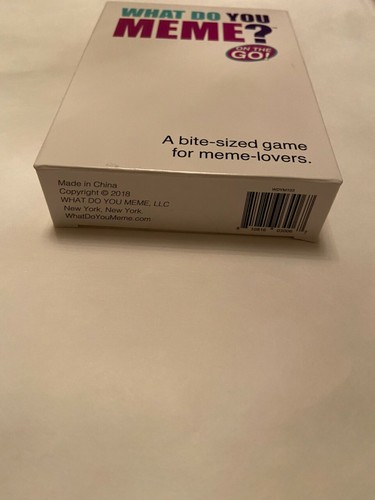 WHAT DO YOU
MEME?
ON THE
GO!
A bite-sized game
for meme-lovers.
Made in China
Copyright © 2018
WHAT DO YOU MEME, LLC
New York, New York
WhatDoYouMeme.com